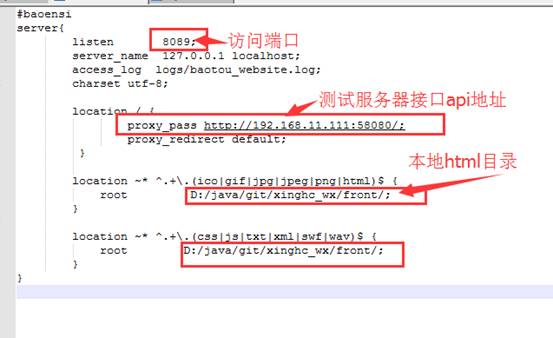 #baoensi
server{
listen 8089; 访问端口
server_name 127.0.0.1 localhost;
access_log logs/baotou_website.log;
charset utf-8;
location / {
测试服务器接口api地址
proxy_pass http://192.168.11.111:58080/;
proxy_redirect default;
}
本地html目录
location ~* ^.+\.(ico|gif|jpg|jpeg|png|html)$ {
root D:/java/git/xinghc_wx/front/;
}
location ~* ^.+\.(css|js|txt|xml|swf|wav)$ {
root D:/java/git/xinghc_wx/front/;
}
}